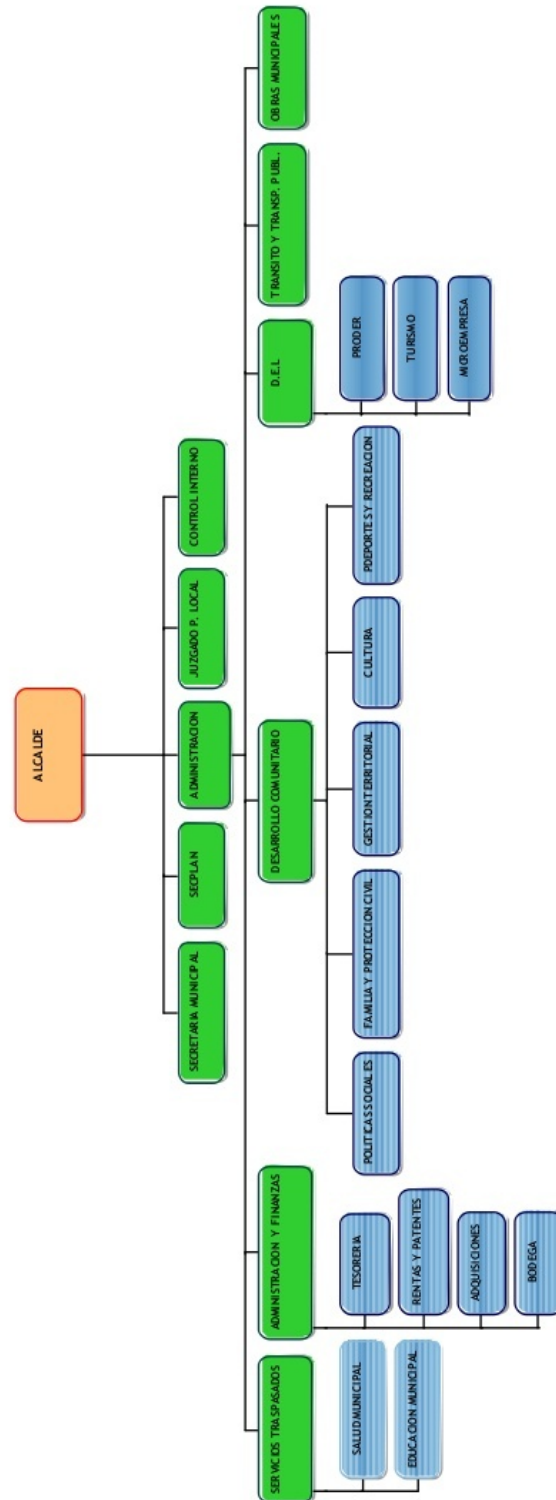 ALCALDE
SECRETARIA MUNICIPAL
SECPLAN
ADMINISTRACION
JUZGADO P. LOCAL
CONTROL INTERNO
SERVICIOS TRASPASADOS
ADMINISTRACION Y FINANZAS
DESARROLLO COMUNITARIO
D.E.L
TRANSITO Y TRANSP. PUBL.
OBRAS MUNICIPALES
SALUD MUNICIPAL
EDUCACION MUNICIPAL
TESORERIA
RENTAS Y PATENTES
ADQUISICIONES
BODEGA
POLITICAS SOCIALES
FAMILIA Y PROTECCION CIVIL
GESTION TERRITORIAL
CULTURA
PDEPORTES Y RECREACION
PRODER
TURISMO
MICROEMPRESA